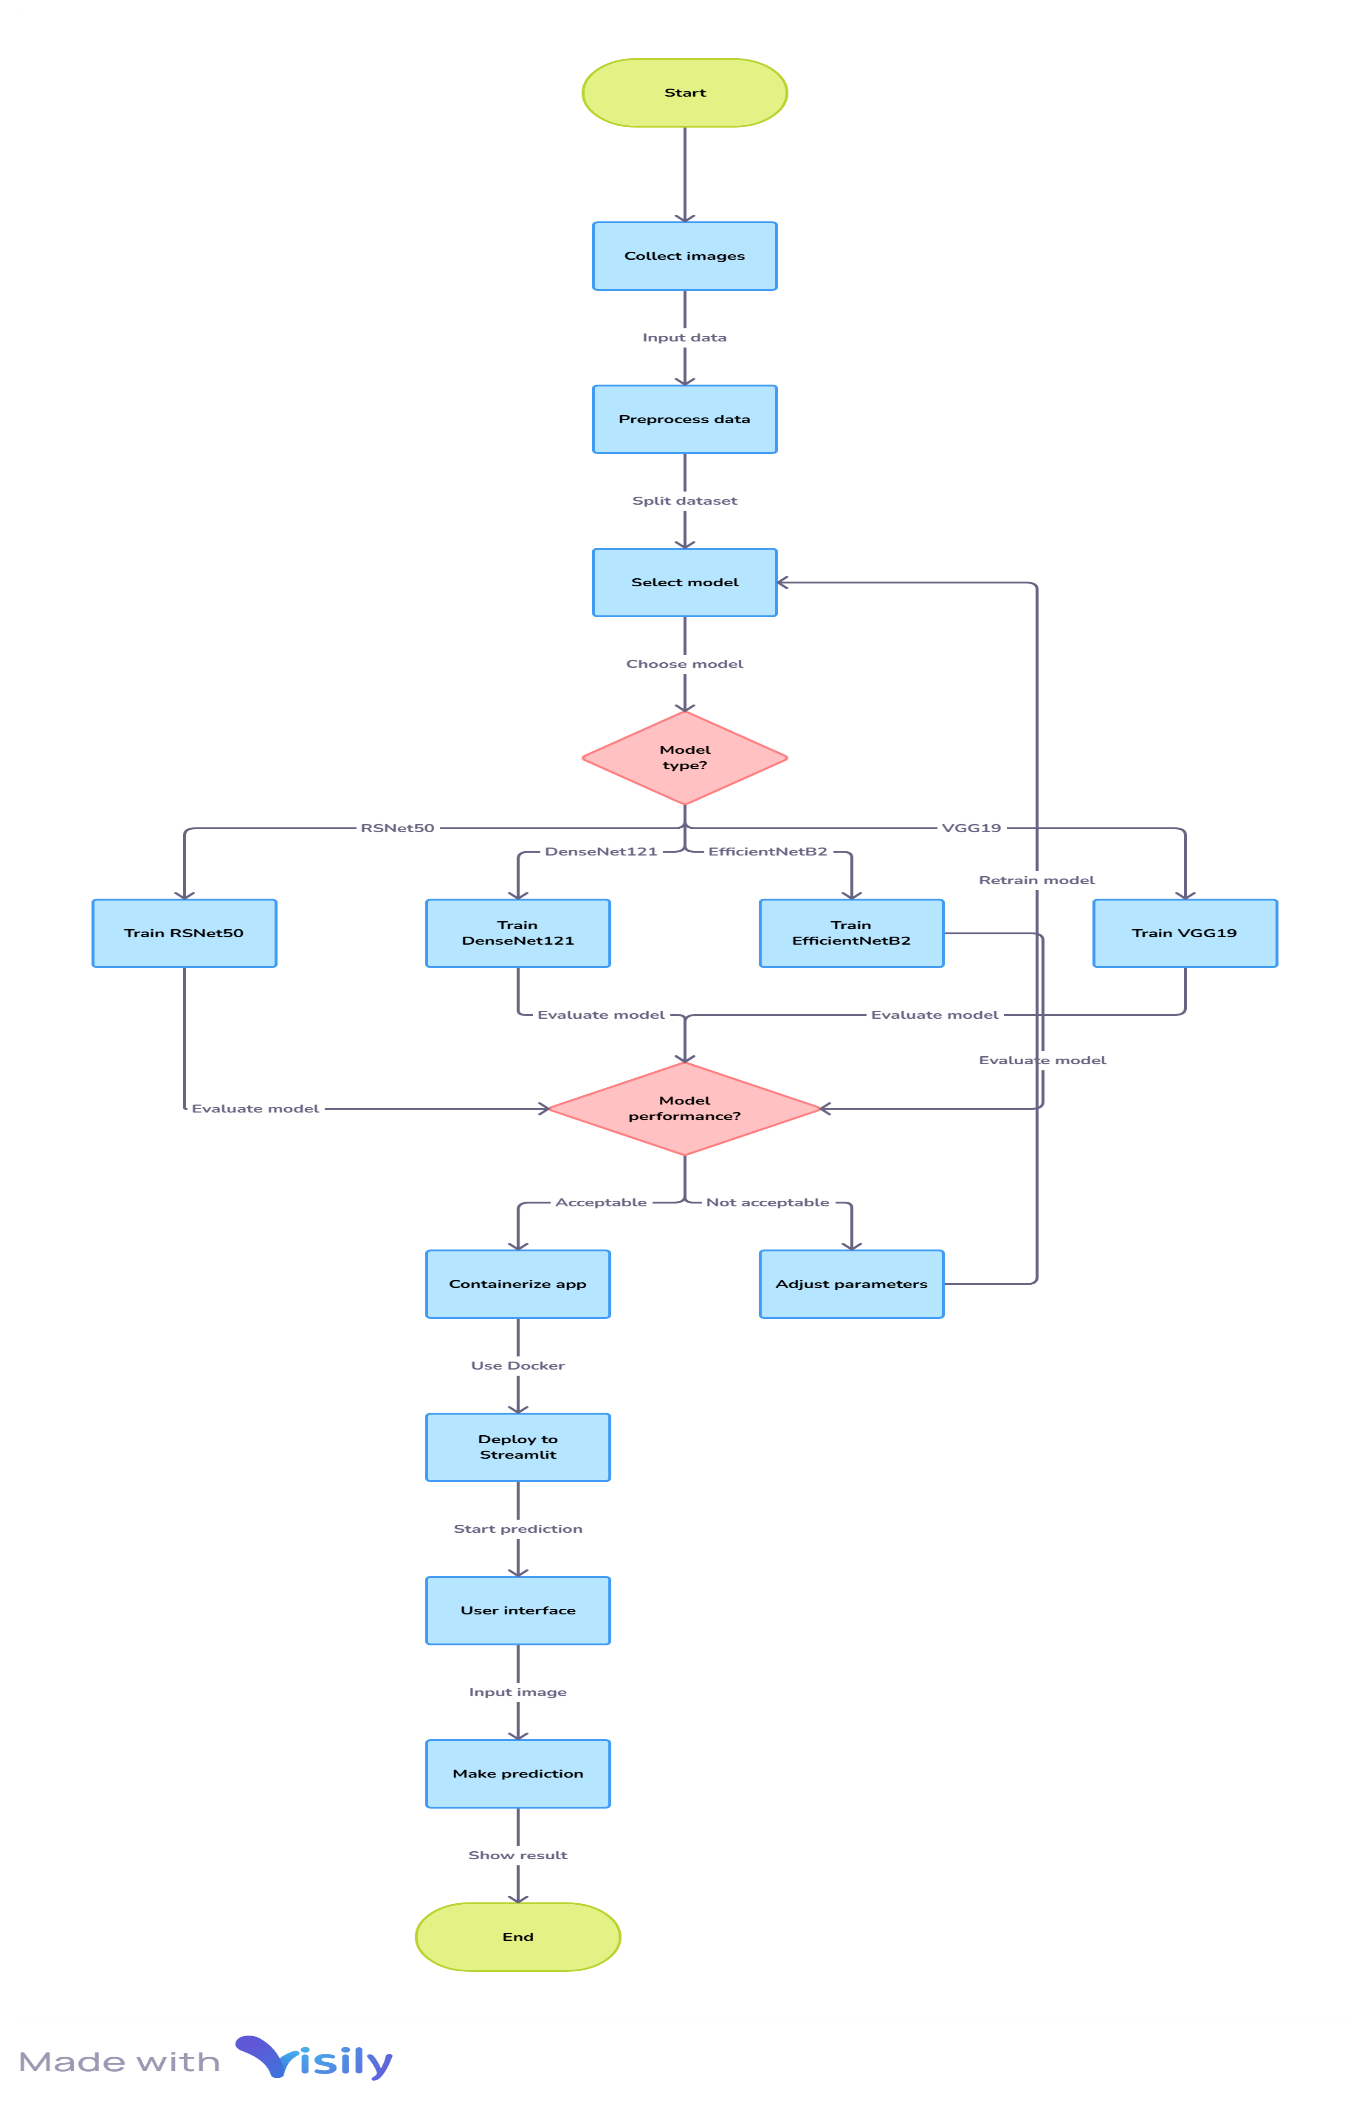 Start
Collect images
Input data
Preprocess data
Split dataset
Select model
Choose model
Model
type?
RSNet50
VGG19
DenseNet121
EfficientNetB2
Retrain model
Train RSNet50
Train
DenseNet121
Train
EfficientNetB2
Train VGG19
Evaluate model
Evaluate model
Evaluate model
Evaluate model
Model
performance?
Acceptable
Not acceptable
Containerize app
Adjust parameters
Use Docker
Deploy to
Streamlit
Start prediction
User interface
Input image
Make prediction
Show result
End
Made with Visily